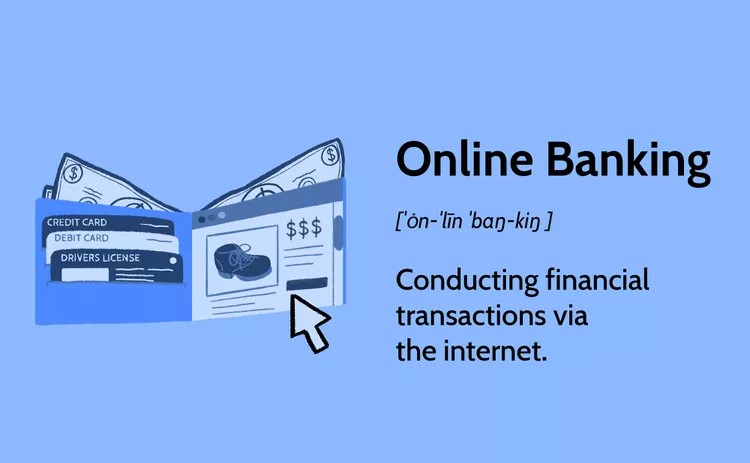 Online Banking
[ˈȯn-ˈlīn ˈbaŋ-kiŋ ]
Conducting financial
transactions via
the internet.
CREDIT CARD
DEBIT CARD
DRIVERS LICENSE
$$$
$
$